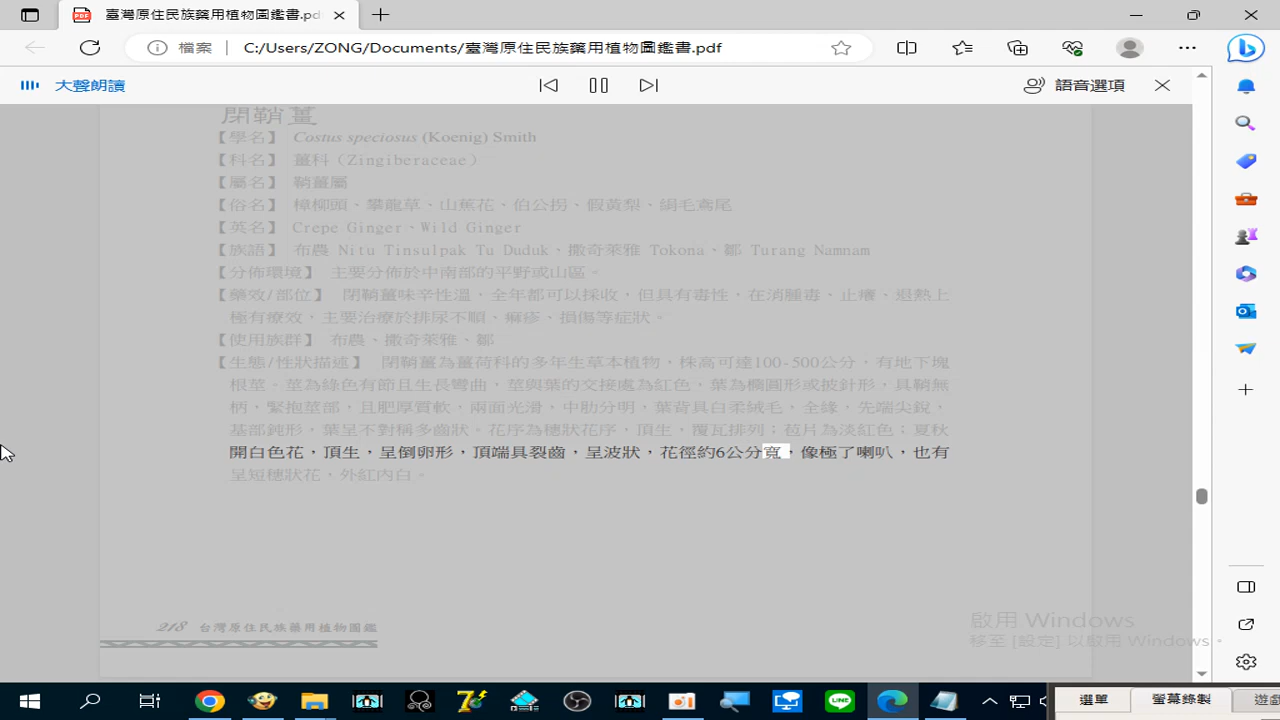 臺灣原住民族藥用植物圖鑑書.pdf
檔案
C:/Users/ZONG/Documents/臺灣原住民族藥用植物圖鑑書.pdf
大聲朗讀
語音選項
閉鞘薑
【學名】 Costus speciosus (Koenig) Smith
【科名】 薑科（Zingiberaceae）
【屬名】 鞘薑屬
【俗名】 樟柳頭、攀龍草、山蕉花、伯公拐、假黃梨、絹毛鳶尾
【英名】 Crepe Ginger、Wild Ginger
【族語】 布農 Nitu Tinsulpak Tu Duduk、撒奇萊雅 Tokona、鄒 Turang Namnam
【分佈環境】 主要分佈於中南部的平野或山區。
【藥效/部位】 閉鞘薑味辛性溫，全年都可以採收，但具有毒性，在消腫毒、止癢、退熱上
極有療效，主要治療於排尿不順、痲疹、損傷等症狀。
【使用族群】 布農、撒奇萊雅、鄒
【生態/性狀描述】 閉鞘薑為薑荷科的多年生草本植物，株高可達100-500公分，有地下塊
根莖。莖為綠色有節且生長彎曲，莖與葉的交接處為紅色，葉為橢圓形或披針形，具鞘無
柄，緊抱莖部，且肥厚質軟，兩面光滑，中肋分明，葉背具白柔絨毛，全緣，先端尖銳，
基部鈍形，葉呈不對稱多齒狀。花序為穗狀花序，頂生，覆瓦排列；苞片為淡紅色；夏秋
開白色花，頂生，呈倒卵形，頂端具裂齒，呈波狀，花徑約6公分寬，像極了喇叭，也有
呈短穗狀花，外紅內白。
218 台灣原住民族藥用植物圖鑑
啟用 Windows
移至 [設定] 以啟用 Windows。
選單
螢幕錄製